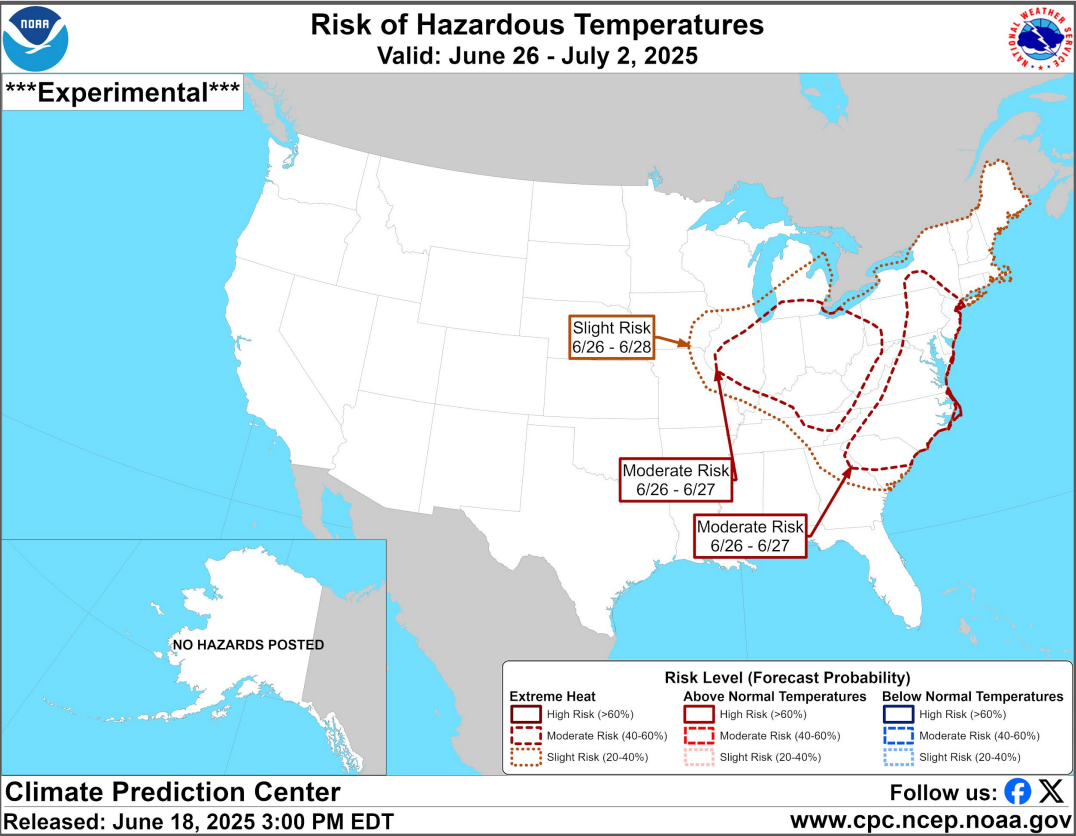 NOAA
Risk of Hazardous Temperatures
Valid: June 26 - July 2, 2025
NATIONAL WEATHER SERVICE
***Experimental***
Slight Risk
6/26 - 6/28
Moderate Risk
6/26 - 6/27
Moderate Risk
6/26 - 6/27
NO HAZARDS POSTED
Risk Level (Forecast Probability)
Extreme Heat
High Risk (>60%)
Moderate Risk (40-60%)
Slight Risk (20-40%)
Above Normal Temperatures
High Risk (>60%)
Moderate Risk (40-60%)
Slight Risk (20-40%)
Below Normal Temperatures
High Risk (>60%)
Moderate Risk (40-60%)
Slight Risk (20-40%)
Climate Prediction Center
Follow us:
Released: June 18, 2025 3:00 PM EDT
www.cpc.ncep.noaa.gov